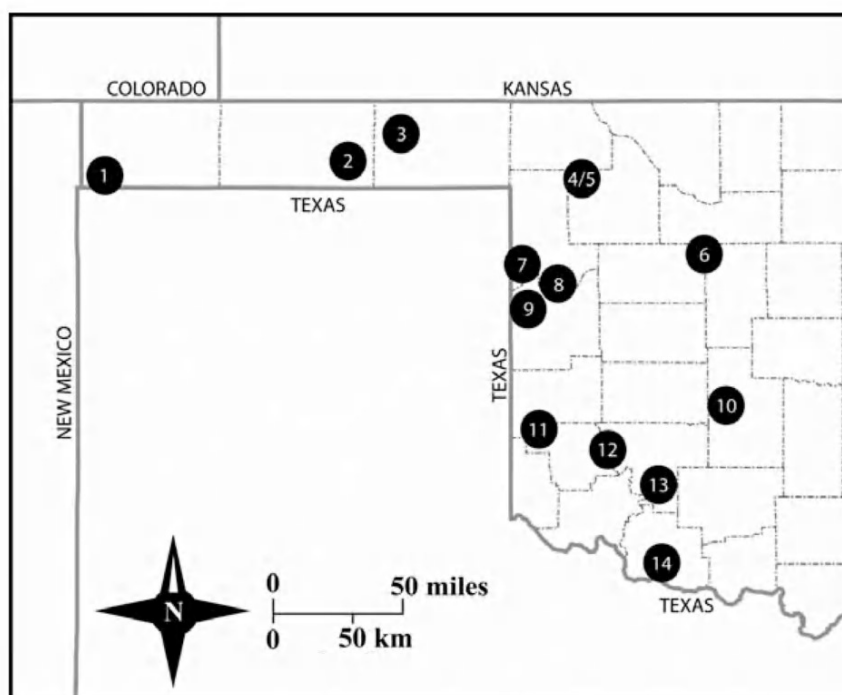 COLORADO
KANSAS
3
2
1
4/5
TEXAS
6
7
8
9
NEW MEXICO
TEXAS
10
11
12
13
0
50 miles
N
0
50 km
14
TEXAS